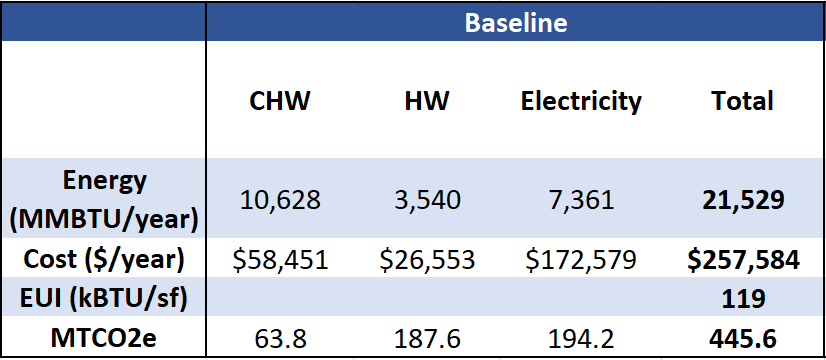 Baseline
CHW HW Electricity Total
Energy
(MMBTU/year) 10,628 3,540 7,361 21,529
Cost ($/year) $58,451 $26,553 $172,579 $257,584
EUI (kBTU/sf) 119
MTCO2e 63.8 187.6 194.2 445.6